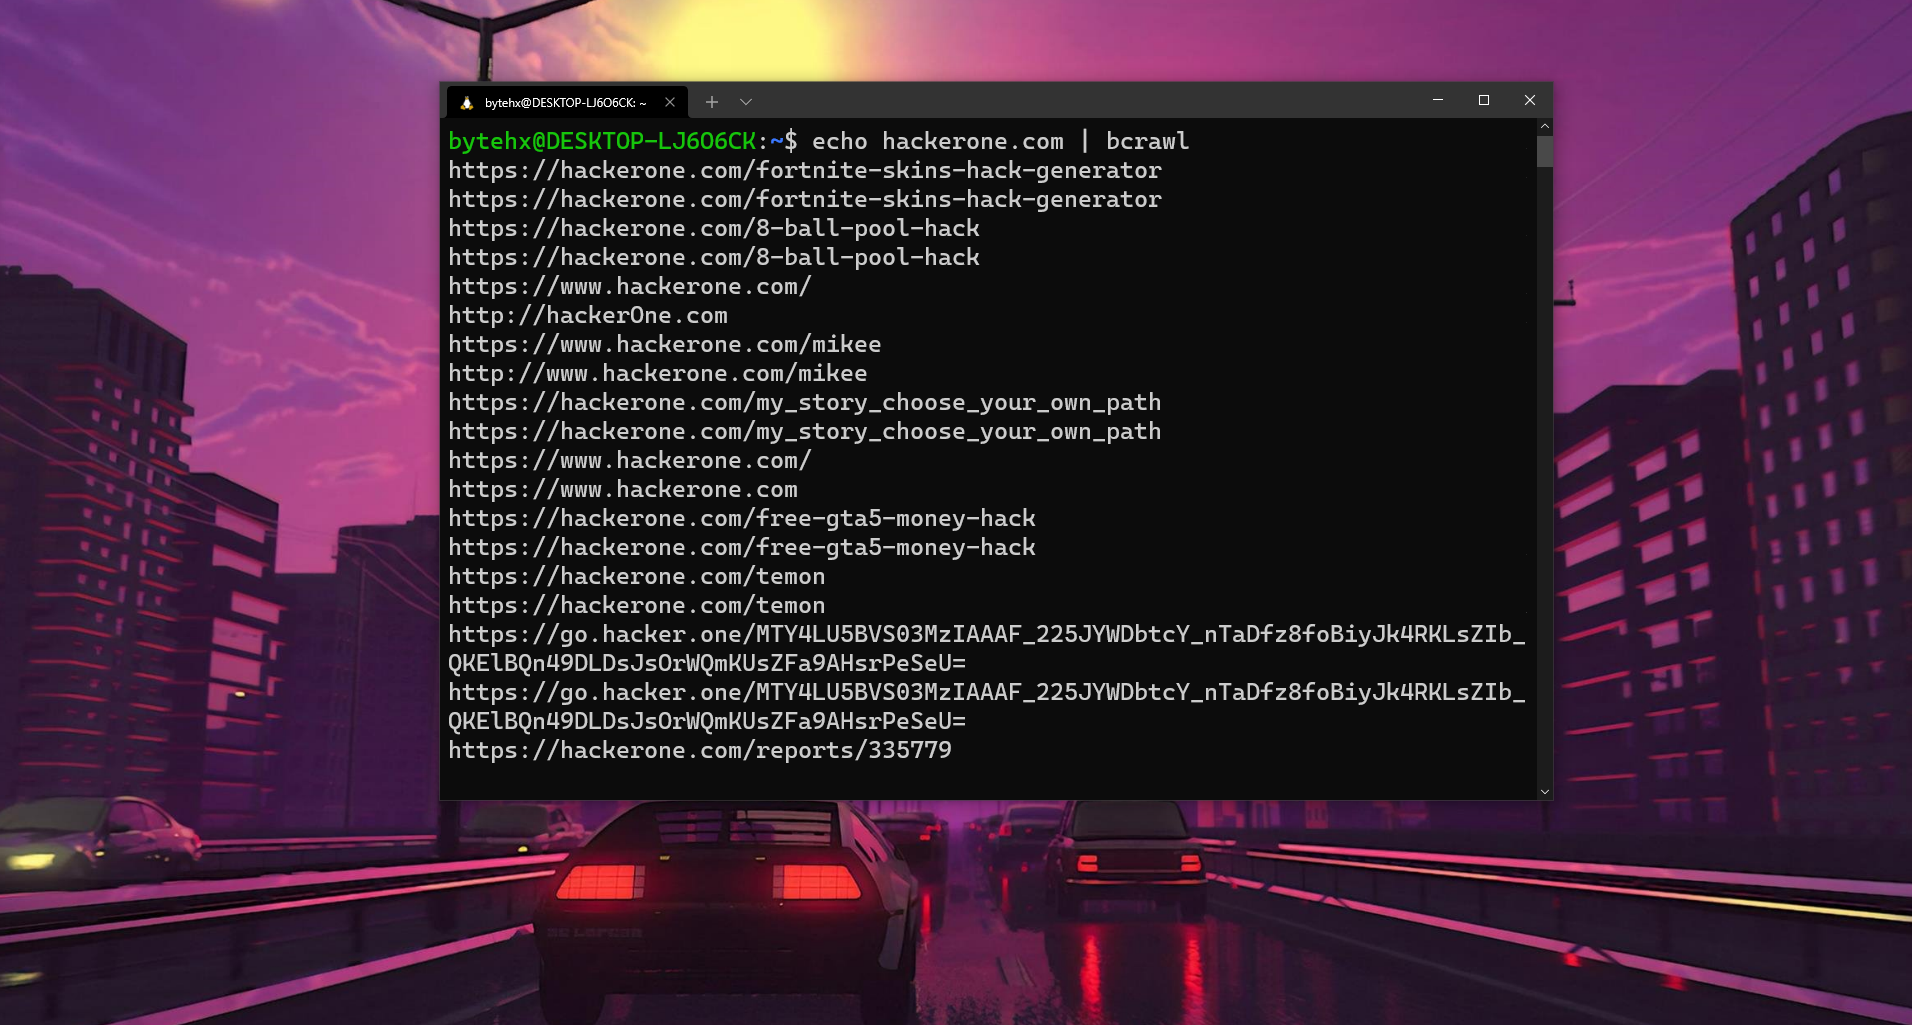 bytehx@DESKTOP-LJ6O6CK: ~
bytehx@DESKTOP-LJ6O6CK:~$ echo hackerone.com | bcrawl
https://hackerone.com/fortnite-skins-hack-generator
https://hackerone.com/fortnite-skins-hack-generator
https://hackerone.com/8-ball-pool-hack
https://hackerone.com/8-ball-pool-hack
https://www.hackerone.com/
http://hackerOne.com
https://www.hackerone.com/mikee
http://www.hackerone.com/mikee
https://hackerone.com/my_story_choose_your_own_path
https://hackerone.com/my_story_choose_your_own_path
https://www.hackerone.com/
https://www.hackerone.com
https://hackerone.com/free-gta5-money-hack
https://hackerone.com/free-gta5-money-hack
https://hackerone.com/temon
https://hackerone.com/temon
https://go.hacker.one/MTY4LU5BVS03MzIAAAF_225JYWDbtcY_nTaDfz8foBiyJk4RKLsZIb_
QKElBQn49DLDsJsOrWQmKUsZFa9AHsrPeSeU=
https://go.hacker.one/MTY4LU5BVS03MzIAAAF_225JYWDbtcY_nTaDfz8foBiyJk4RKLsZIb_
QKElBQn49DLDsJsOrWQmKUsZFa9AHsrPeSeU=
https://hackerone.com/reports/335779